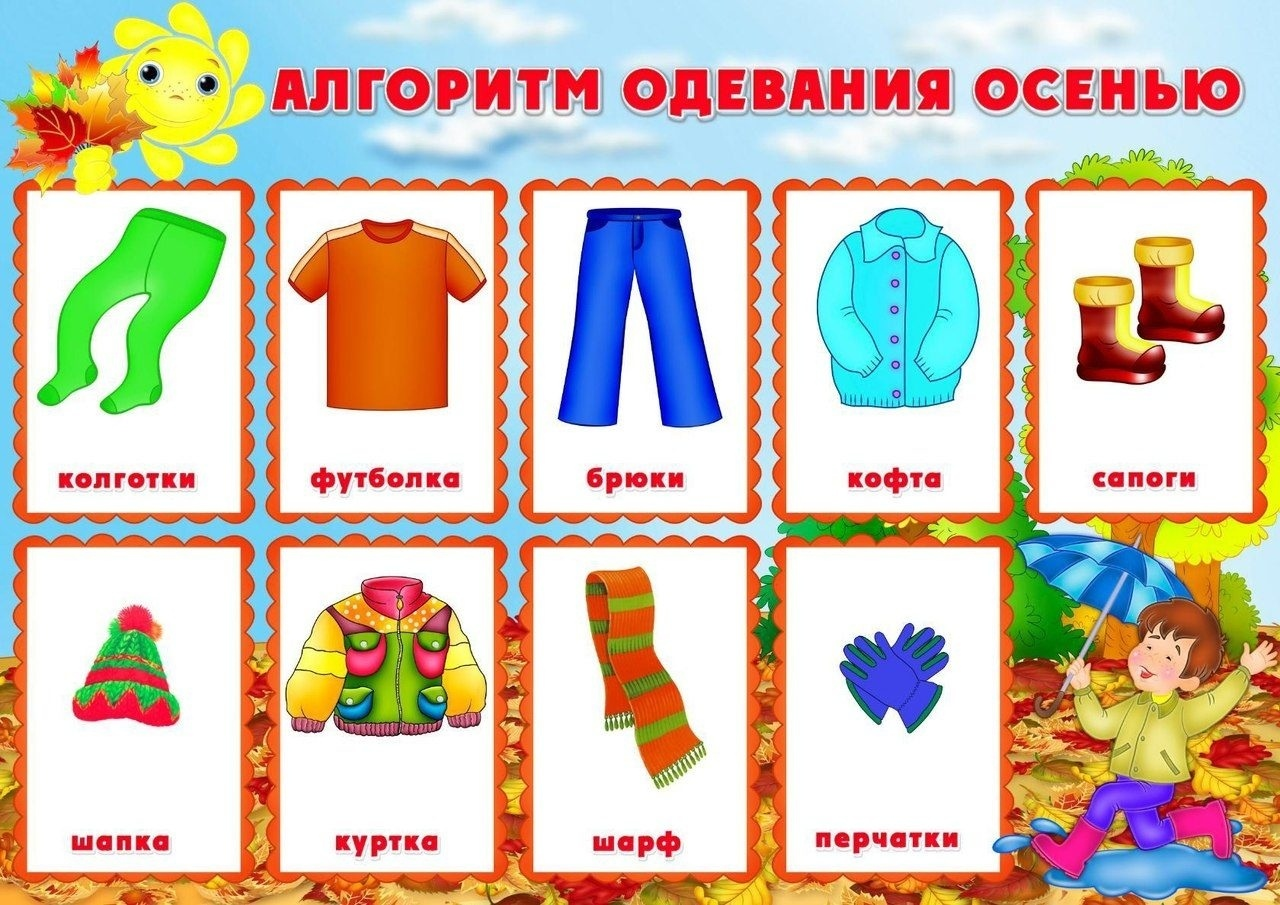 АЛГОРИТМ ОДЕВАНИЯ ОСЕНЬЮ
колготки
футболка
брюки
кофта
сапоги
шапка
куртка
шарф
перчатки